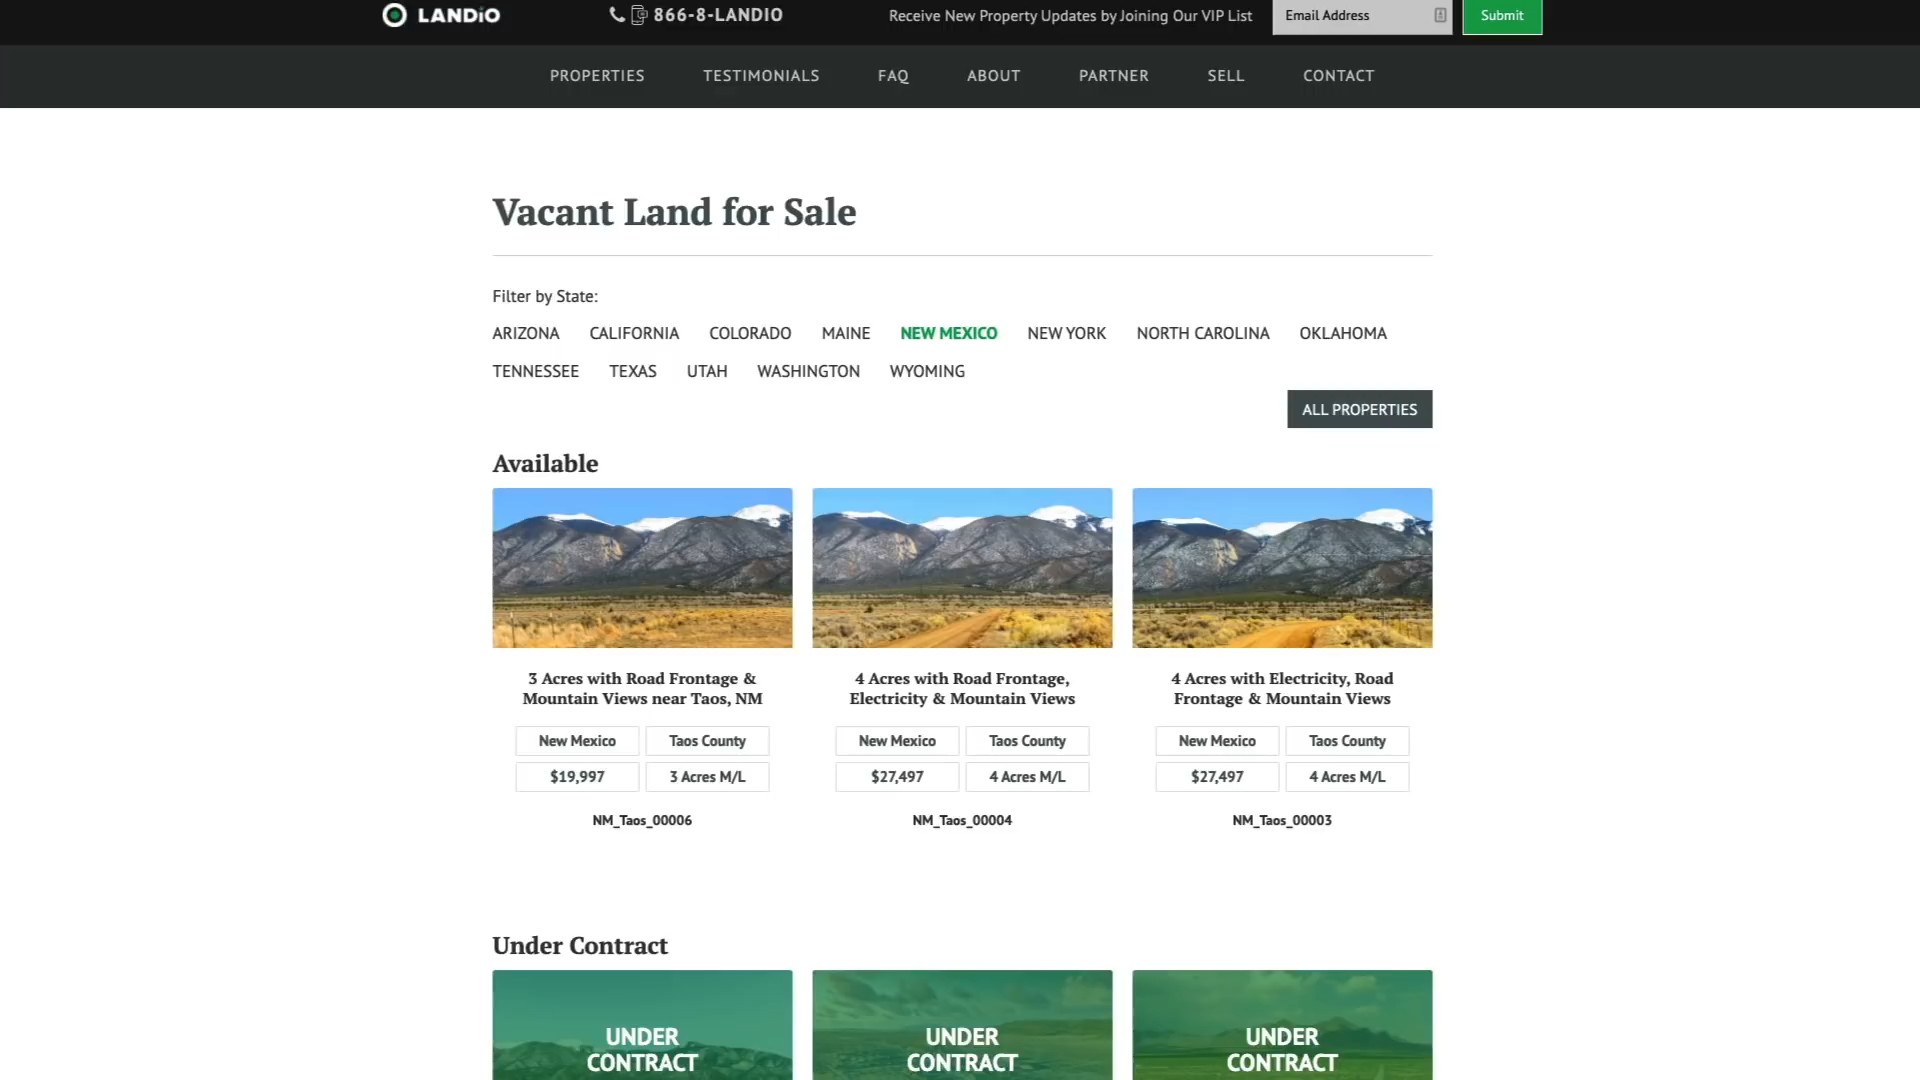 LANDiO
866-8-LANDIO
Receive New Property Updates by Joining Our VIP List
Email Address
Submit
PROPERTIES TESTIMONIALS FAQ ABOUT PARTNER SELL CONTACT
Vacant Land for Sale
Filter by State:
ARIZONA CALIFORNIA COLORADO MAINE NEW MEXICO NEW YORK NORTH CAROLINA OKLAHOMA
TENNESSEE TEXAS UTAH WASHINGTON WYOMING
ALL PROPERTIES
Available
3 Acres with Road Frontage &
Mountain Views near Taos, NM
New Mexico Taos County
$19,997 3 Acres M/L
NM_Taos_00006
4 Acres with Road Frontage,
Electricity & Mountain Views
New Mexico Taos County
$27,497 4 Acres M/L
NM_Taos_00004
4 Acres with Electricity, Road
Frontage & Mountain Views
New Mexico Taos County
$27,497 4 Acres M/L
NM_Taos_00003
Under Contract
UNDER
CONTRACT
UNDER
CONTRACT
UNDER
CONTRACT